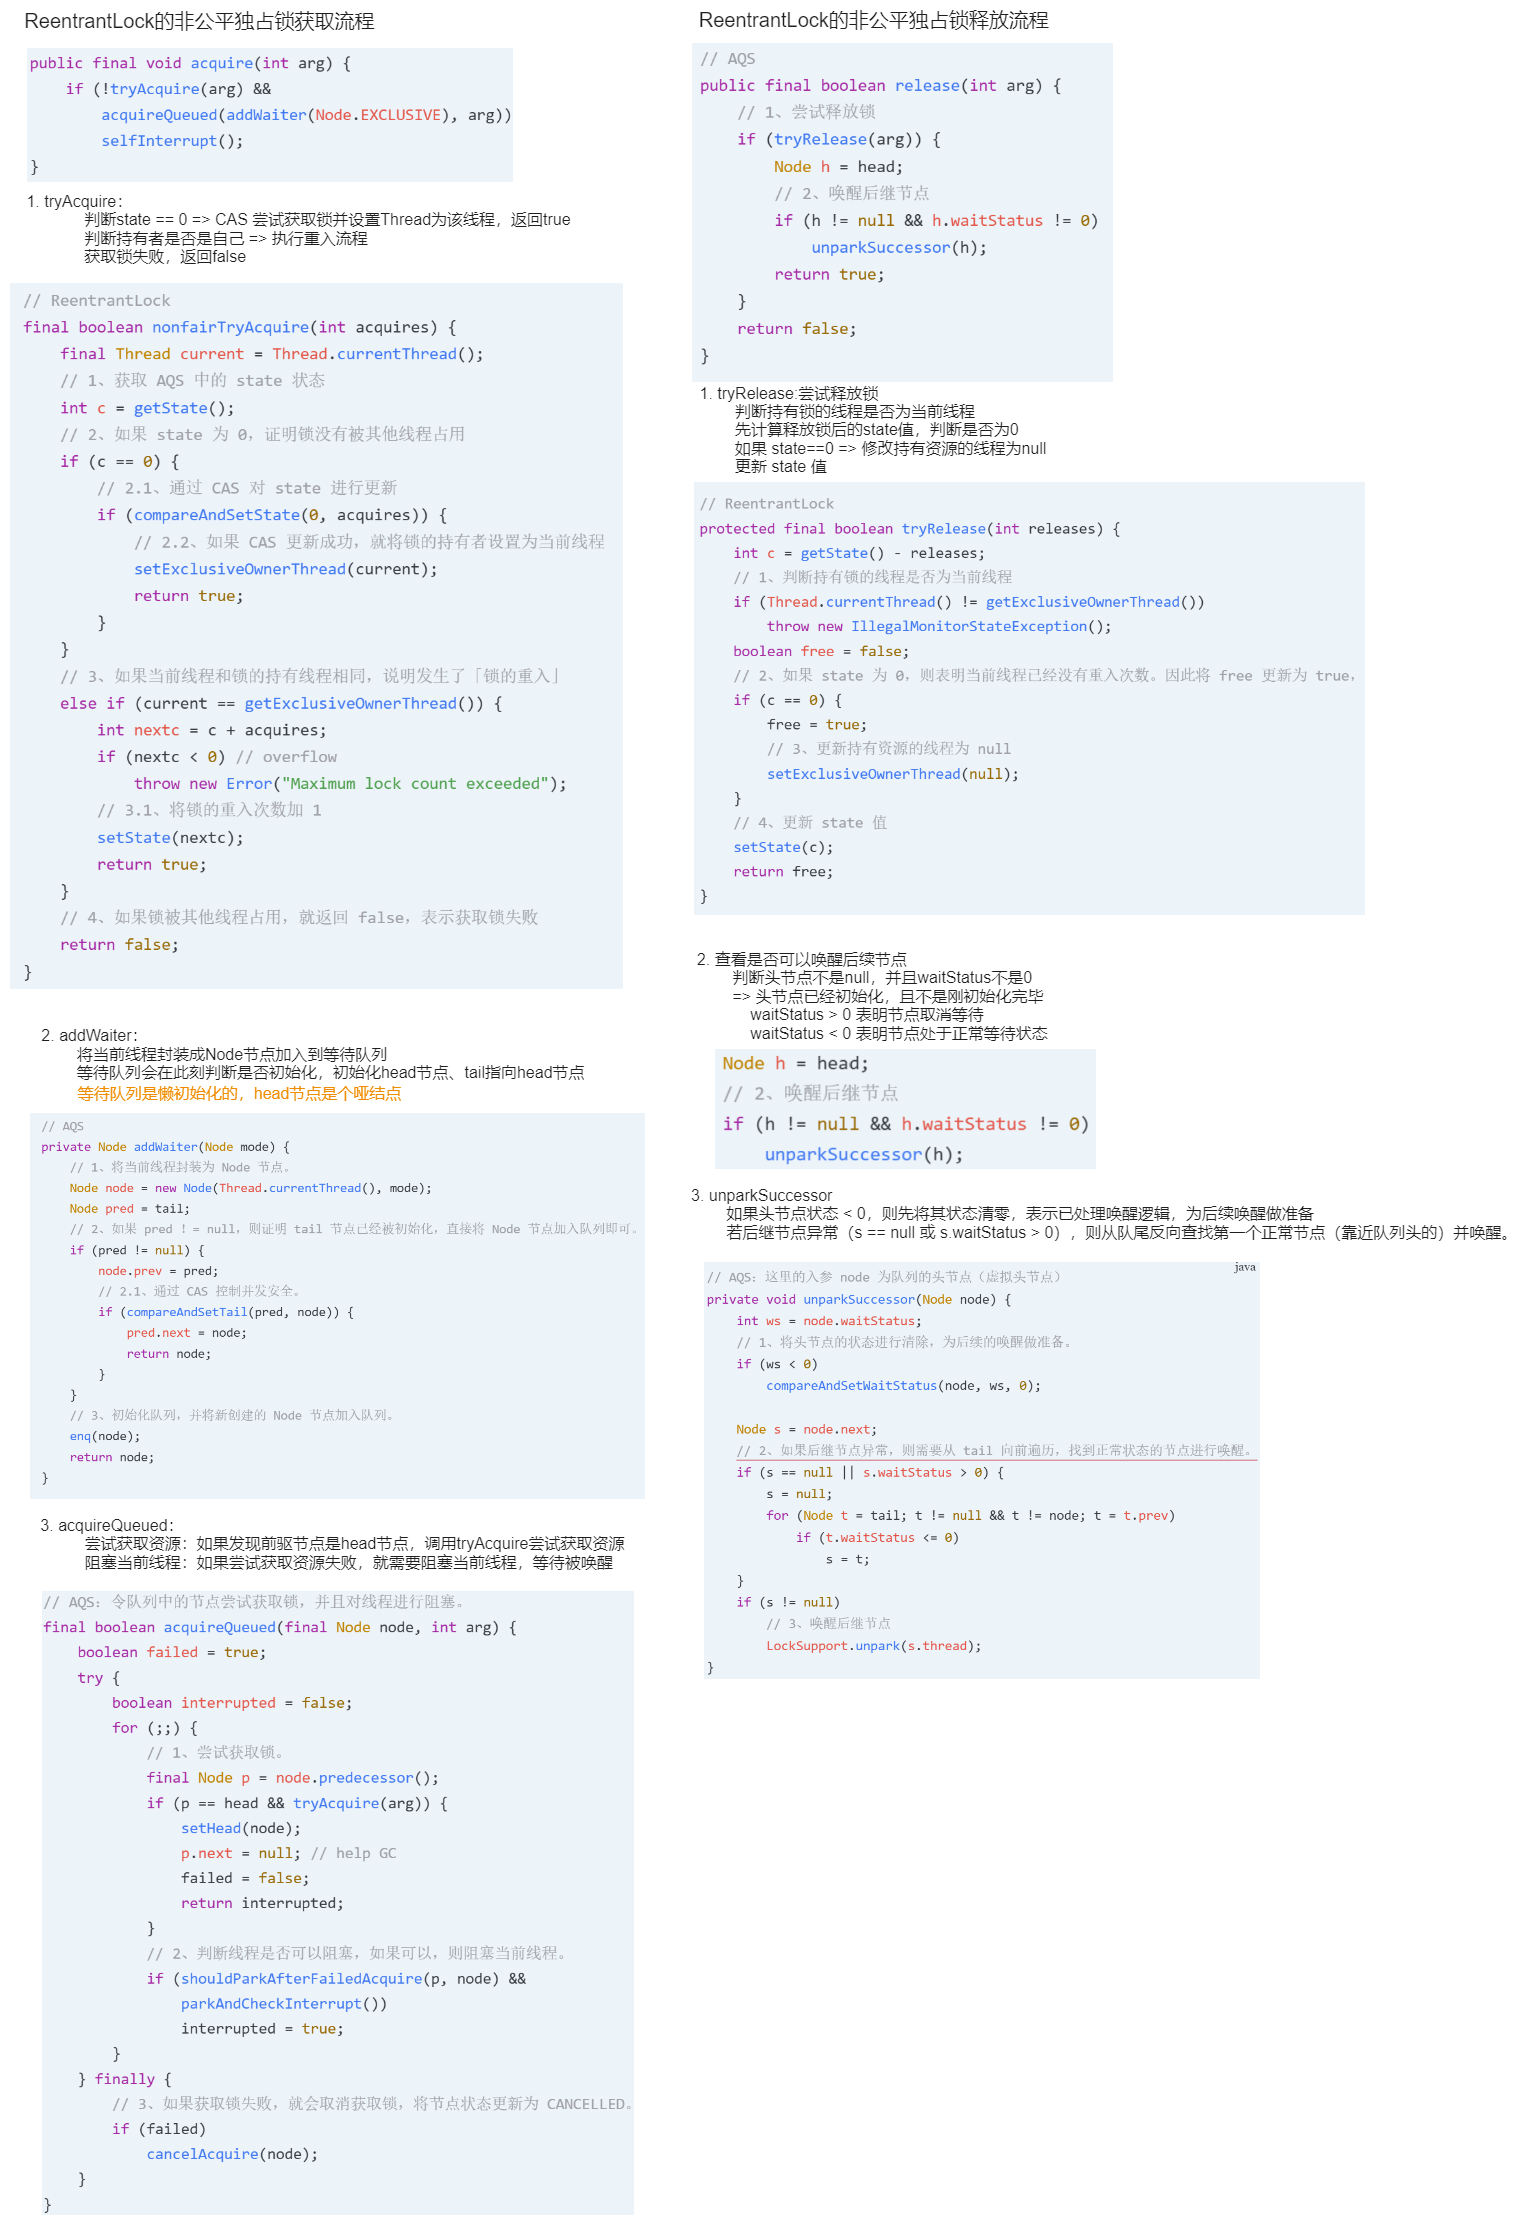 ReentrantLock的非公平独占锁获取流程
public final void acquire(int arg) {
    if (!tryAcquire(arg) &&
        acquireQueued(addWaiter(Node.EXCLUSIVE), arg))
        selfInterrupt();
}
1. tryAcquire：
判断state == 0 => CAS 尝试获取锁并设置Thread为该线程，返回true
判断持有者是否是自己 => 执行重入流程
获取锁失败，返回false
// ReentrantLock
final boolean nonfairTryAcquire(int acquires) {
    final Thread current = Thread.currentThread();
    // 1、获取 AQS 中的 state 状态
    int c = getState();
    // 2、如果 state 为 0，证明锁没有被其他线程占用
    if (c == 0) {
        // 2.1、通过 CAS 对 state 进行更新
        if (compareAndSetState(0, acquires)) {
            // 2.2、如果 CAS 更新成功，就将锁的持有者设置为当前线程
            setExclusiveOwnerThread(current);
            return true;
        }
    }
    // 3、如果当前线程和锁的持有线程相同，说明发生了「锁的重入」
    else if (current == getExclusiveOwnerThread()) {
        int nextc = c + acquires;
        if (nextc < 0) // overflow
            throw new Error("Maximum lock count exceeded");
        // 3.1、将锁的重入次数加 1
        setState(nextc);
        return true;
    }
    // 4、如果锁被其他线程占用，就返回 false，表示获取锁失败
    return false;
}
2. addWaiter：
将当前线程封装成Node节点加入到等待队列
等待队列会在此刻判断是否初始化，初始化head节点、tail指向head节点
等待队列是懒初始化的，head节点是个哑结点
// AQS
private Node addWaiter(Node mode) {
    // 1、将当前线程封装为 Node 节点。
    Node node = new Node(Thread.currentThread(), mode);
    Node pred = tail;
    // 2、如果 pred ! = null，则证明 tail 节点已经被初始化，直接将 Node 节点加入队列即可。
    if (pred != null) {
        node.prev = pred;
        // 2.1、通过 CAS 控制并发安全。
        if (compareAndSetTail(pred, node)) {
            pred.next = node;
            return node;
        }
    }
    // 3、初始化队列，并将新创建的 Node 节点加入队列。
    enq(node);
    return node;
}
3. acquireQueued：
尝试获取资源：如果发现前驱节点是head节点，调用tryAcquire尝试获取资源
阻塞当前线程：如果尝试获取资源失败，就需要阻塞当前线程，等待被唤醒
// AQS：令队列中的节点尝试获取锁，并且对线程进行阻塞。
final boolean acquireQueued(final Node node, int arg) {
    boolean failed = true;
    try {
        boolean interrupted = false;
        for (;;) {
            // 1、尝试获取锁。
            final Node p = node.predecessor();
            if (p == head && tryAcquire(arg)) {
                setHead(node);
                p.next = null; // help GC
                failed = false;
                return interrupted;
            }
            // 2、判断线程是否可以阻塞，如果可以，则阻塞当前线程。
            if (shouldParkAfterFailedAcquire(p, node) &&
                parkAndCheckInterrupt())
                interrupted = true;
        }
    } finally {
        // 3、如果获取锁失败，就会取消获取锁，将节点状态更新为 CANCELLED。
        if (failed)
            cancelAcquire(node);
    }
}
ReentrantLock的非公平独占锁释放流程
// AQS
public final boolean release(int arg) {
    // 1、尝试释放锁
    if (tryRelease(arg)) {
        Node h = head;
        // 2、唤醒后继节点
        if (h != null && h.waitStatus != 0)
            unparkSuccessor(h);
        return true;
    }
    return false;
}
1. tryRelease:尝试释放锁
判断持有锁的线程是否为当前线程
先计算释放锁后的state值，判断是否为0
如果 state==0 => 修改持有资源的线程为null
更新 state 值
// ReentrantLock
protected final boolean tryRelease(int releases) {
    int c = getState() - releases;
    // 1、判断持有锁的线程是否为当前线程
    if (Thread.currentThread() != getExclusiveOwnerThread())
        throw new IllegalMonitorStateException();
    boolean free = false;
    // 2、如果 state 为 0，则表明当前线程已经没有重入次数。因此将 free 更新为 true，
    if (c == 0) {
        free = true;
        // 3、更新持有资源的线程为 null
        setExclusiveOwnerThread(null);
    }
    // 4、更新 state 值
    setState(c);
    return free;
}
2. 查看是否可以唤醒后续节点
判断头节点不是null，并且waitStatus不是0
=> 头节点已经初始化，且不是刚初始化完毕
waitStatus > 0 表明节点取消等待
waitStatus < 0 表明节点处于正常等待状态
Node h = head;
// 2、唤醒后继节点
if (h != null && h.waitStatus != 0)
    unparkSuccessor(h);
3. unparkSuccessor
如果头节点状态 < 0，则先将其状态清零，表示已处理唤醒逻辑，为后续唤醒做准备
若后继节点异常（s == null 或 s.waitStatus > 0），则从队尾反向查找第一个正常节点（靠近队列头的）并唤醒。
java
// AQS：这里的入参 node 为队列的头节点（虚拟头节点）
private void unparkSuccessor(Node node) {
    int ws = node.waitStatus;
    // 1、将头节点的状态进行清除，为后续的唤醒做准备。
    if (ws < 0)
        compareAndSetWaitStatus(node, ws, 0);
    Node s = node.next;
    // 2、如果后继节点异常，则需要从 tail 向前遍历，找到正常状态的节点进行唤醒。
    if (s == null || s.waitStatus > 0) {
        s = null;
        for (Node t = tail; t != null && t != node; t = t.prev)
            if (t.waitStatus <= 0)
                s = t;
    }
    if (s != null)
        // 3、唤醒后继节点
        LockSupport.unpark(s.thread);
}